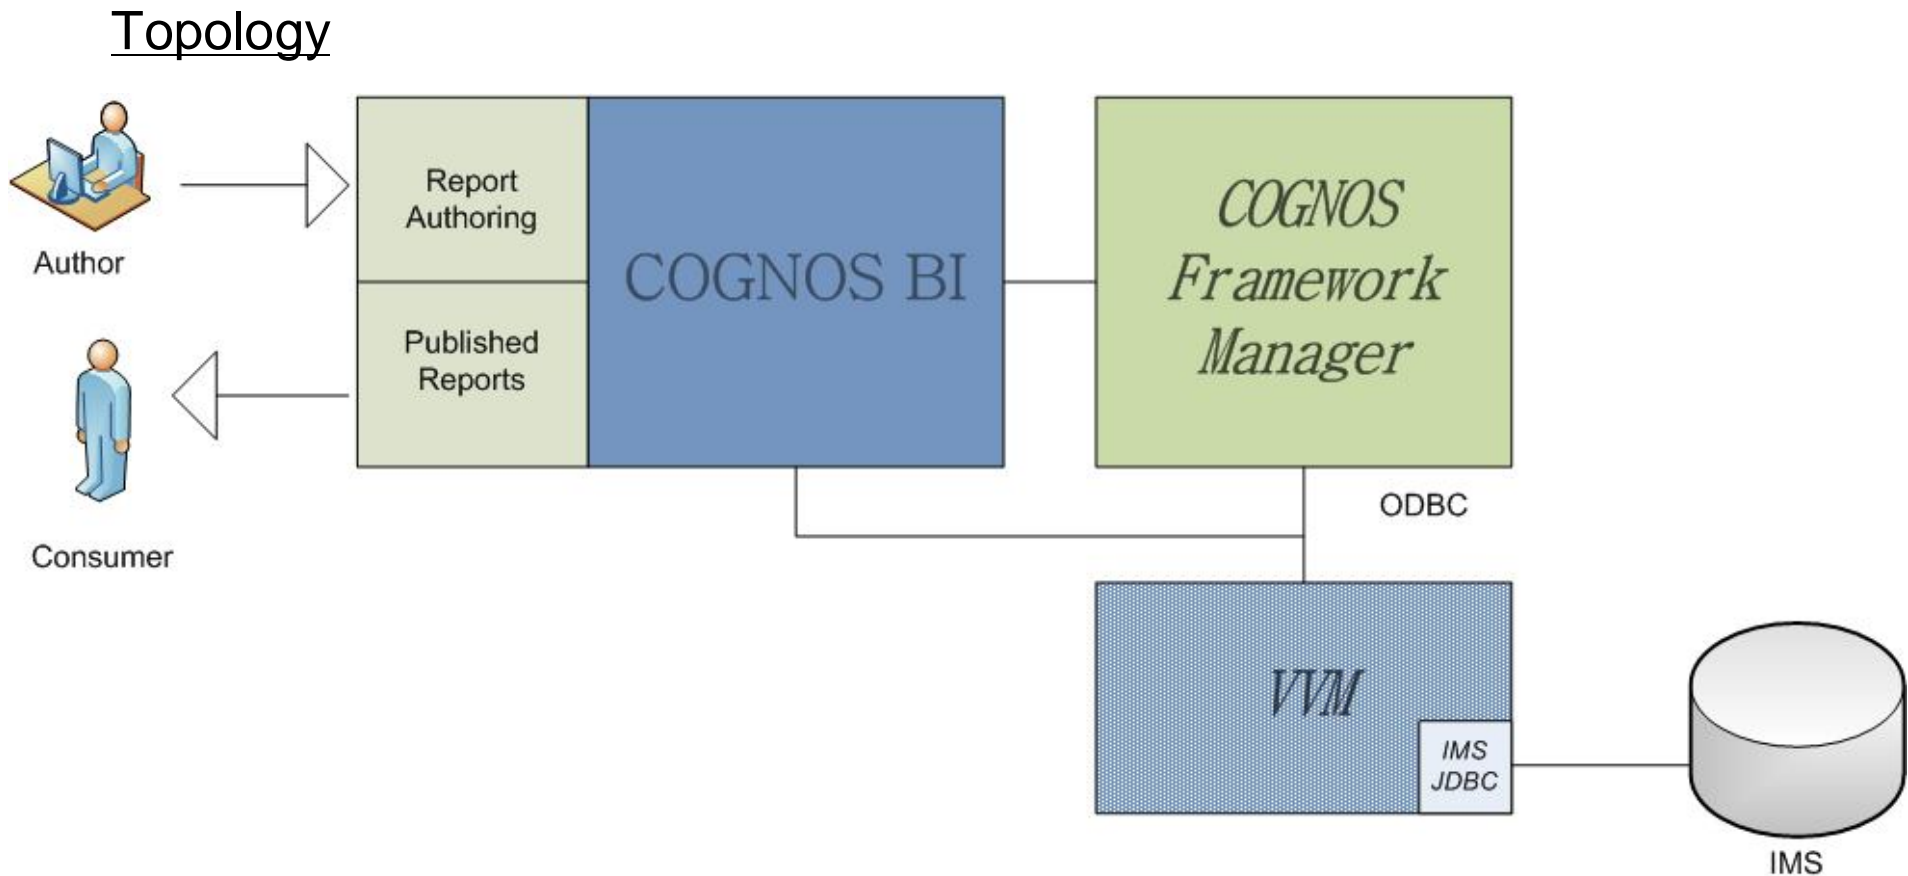 Topology
Author
Report
Authoring
Published
Reports
Consumer
COGNOS BI
COGNOS
Framework
Manager
ODBC
VVM
IMS
JDBC
IMS